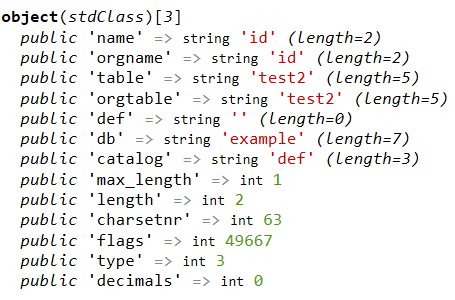 object(stdClass)[3]
public 'name' => string 'id' (length=2)
public 'orgname' => string 'id' (length=2)
public 'table' => string 'test2' (length=5)
public 'orgtable' => string 'test2' (length=5)
public 'def' => string '' (length=0)
public 'db' => string 'example' (length=7)
public 'catalog' => string 'def' (length=3)
public 'max_length' => int 1
public 'length' => int 2
public 'charsetnr' => int 63
public 'flags' => int 49667
public 'type' => int 3
public 'decimals' => int 0